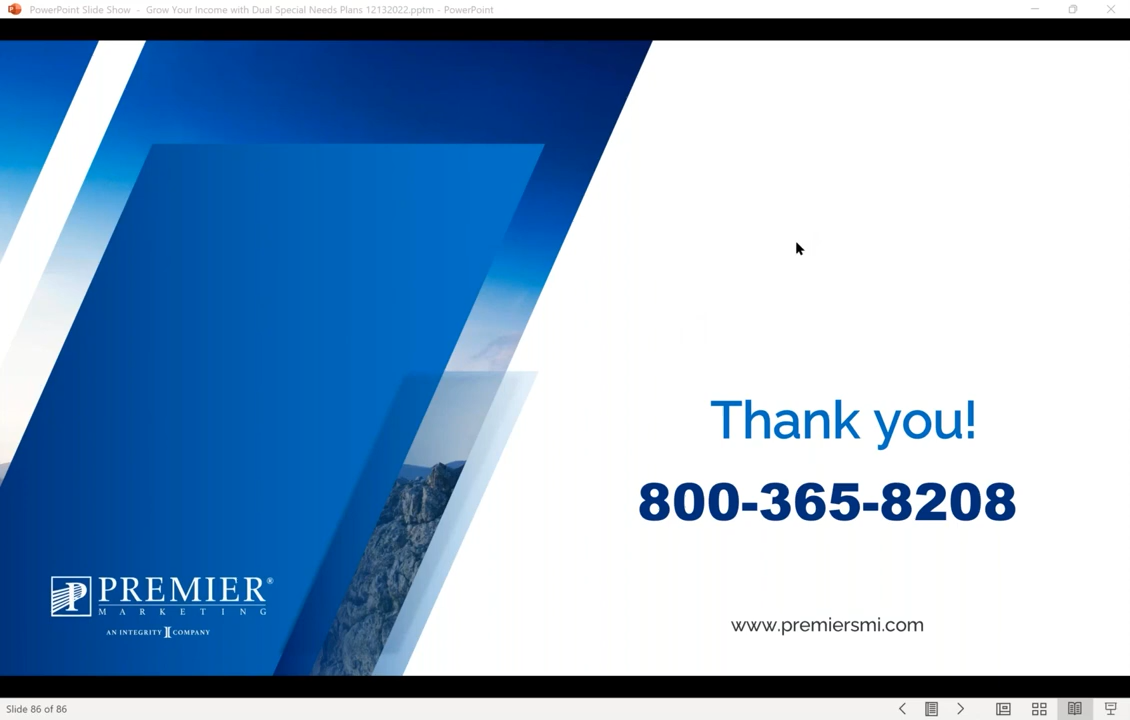 PowerPoint Slide Show - Grow Your Income with Dual Special Needs Plans 12132022.pptm - PowerPoint
Thank you!
800-365-8208
PREMIER®
MARKETING
AN INTEGRITY COMPANY
www.premiersmi.com
Slide 86 of 86